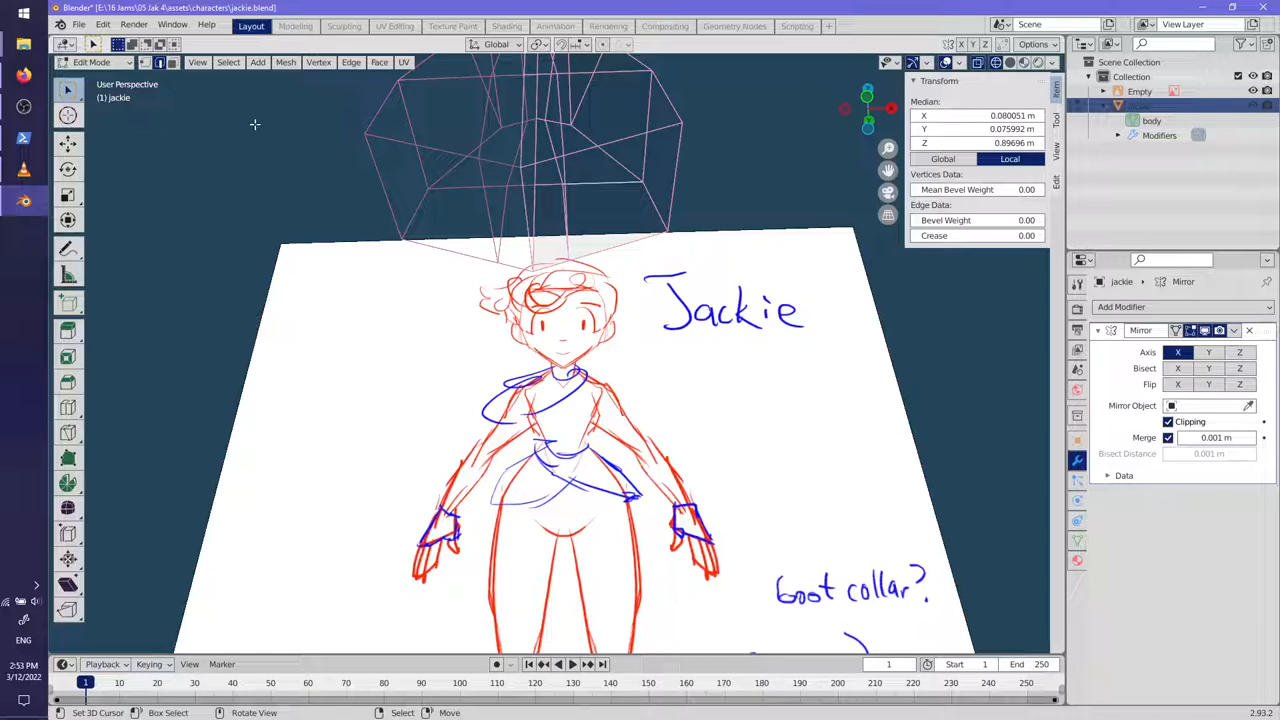 Blender* [E:\16 Jams\05 Jak 4\assets\characters\jackie.blend]
File Edit Render Window Help Layout Modeling Sculpting UV Editing Texture Paint Shading Animation Rendering Compositing Geometry Nodes Scripting + Scene View Layer
Global Options
X Y Z
Edit Mode View Select Add Mesh Vertex Edge Face UV
User Perspective
(1) jackie
Transform
Median:
X 0.080051 m
Y 0.075992 m
Z 0.89696 m
Global Local
Vertices Data:
Mean Bevel Weight 0.00
Edge Data:
Bevel Weight 0.00
Crease 0.00
Item
Tool
View
Edit
Scene Collection
Collection
Empty
body
Modifiers
jackie Mirror
Add Modifier
Mirror
Axis X Y Z
Bisect X Y Z
Flip X Y Z
Mirror Object
Clipping
Merge 0.001 m
Bisect Distance 0.001 m
Data
Jackie
boot collar?
Playback Keying View Marker 1 Start 1 End 250
1 10 20 30 40 50 60 70 80 90 100 110 120 130 140 150 160 170 180 190 200 210 220 230 240 250
Set 3D Cursor Box Select Rotate View Select Move 2.93.2
ENG
2:53 PM
3/12/2022